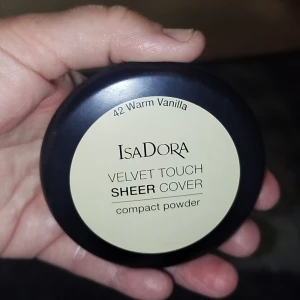 42 Warm Vanilla
IsaDora
VELVET TOUCH
SHEER COVER
compact powder